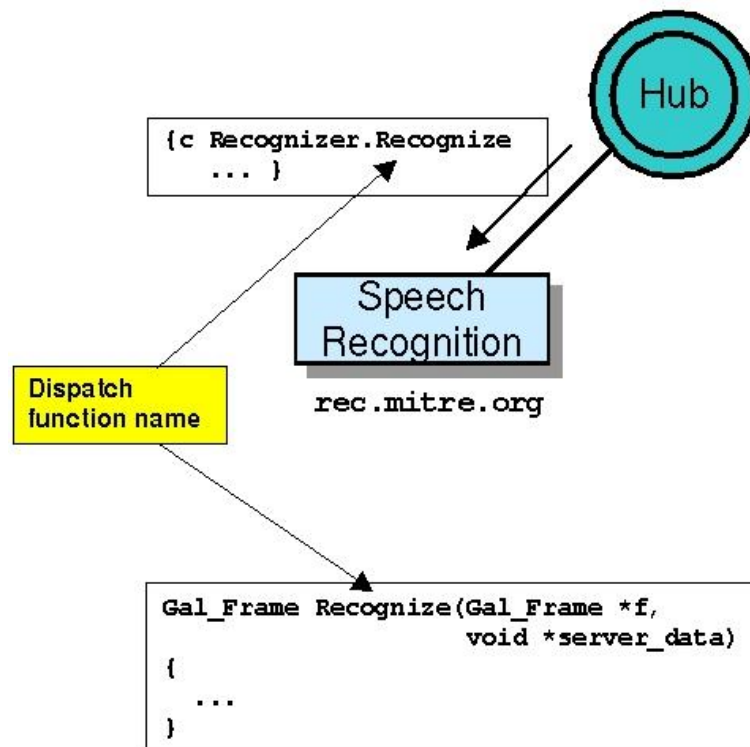 Hub
{c Recognizer.Recognize
... }
Speech
Recognition
rec.mitre.org
Dispatch
function name
Gal_Frame Recognize(Gal_Frame *f,
void *server_data)
{
...
}